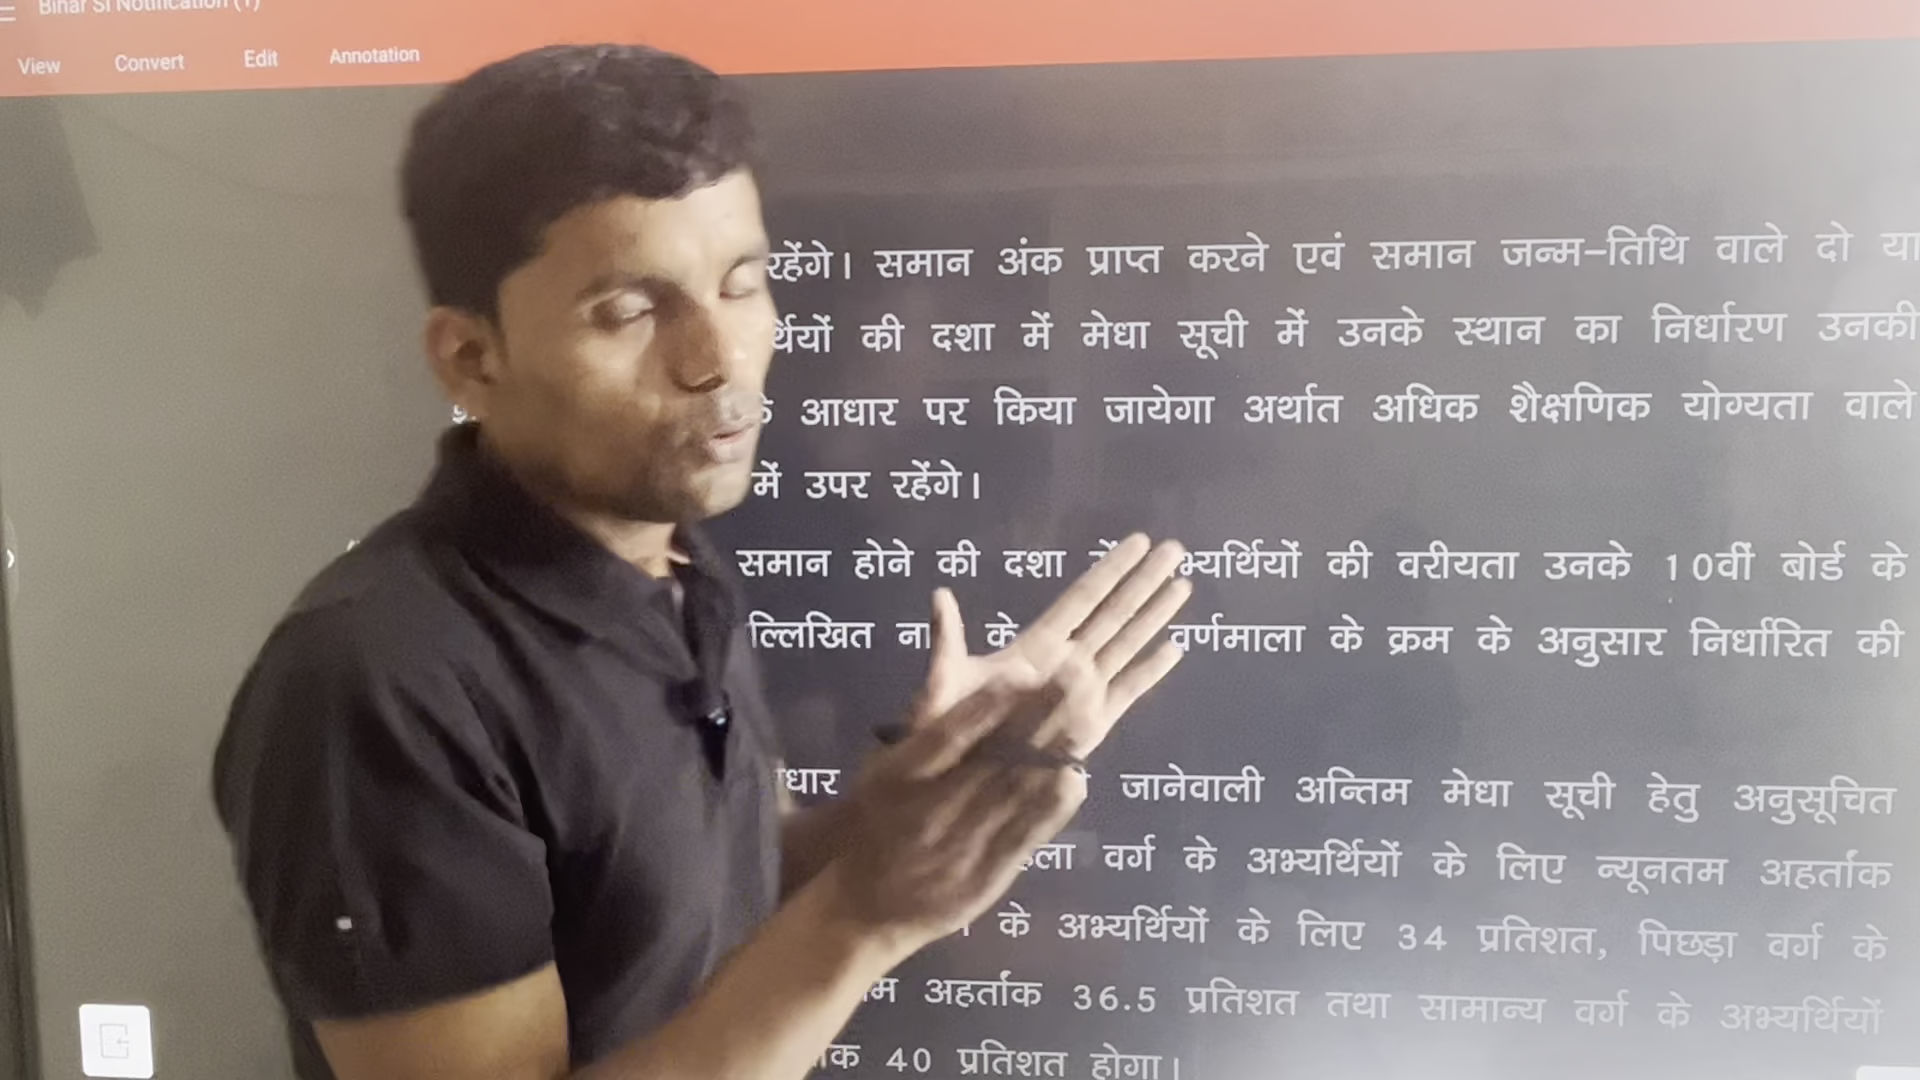 Bihar SI Notification (1)
View Convert Edit Annotation
रहेंगे। समान अंक प्राप्त करने एवं समान जन्म-तिथि वाले दो या
की दशा में मेधा सूची में उनके स्थान का निर्धारण उनकी
आधार पर किया जायेगा अर्थात अधिक शैक्षणिक योग्यता वाले
में उपर रहेंगे।
समान होने की दशा में की वरीयता उनके 10वीं बोर्ड के
के वर्णमाला के क्रम के अनुसार निर्धारित की
जानेवाली अन्तिम मेधा सूची हेतु अनुसूचित
वर्ग के अभ्यर्थियों के लिए न्यूनतम अहर्तांक
के अभ्यर्थियों के लिए 34 प्रतिशत, पिछड़ा वर्ग के
अहर्तांक 36.5 प्रतिशत तथा सामान्य वर्ग के अभ्यर्थियों
40 प्रतिशत होगा।